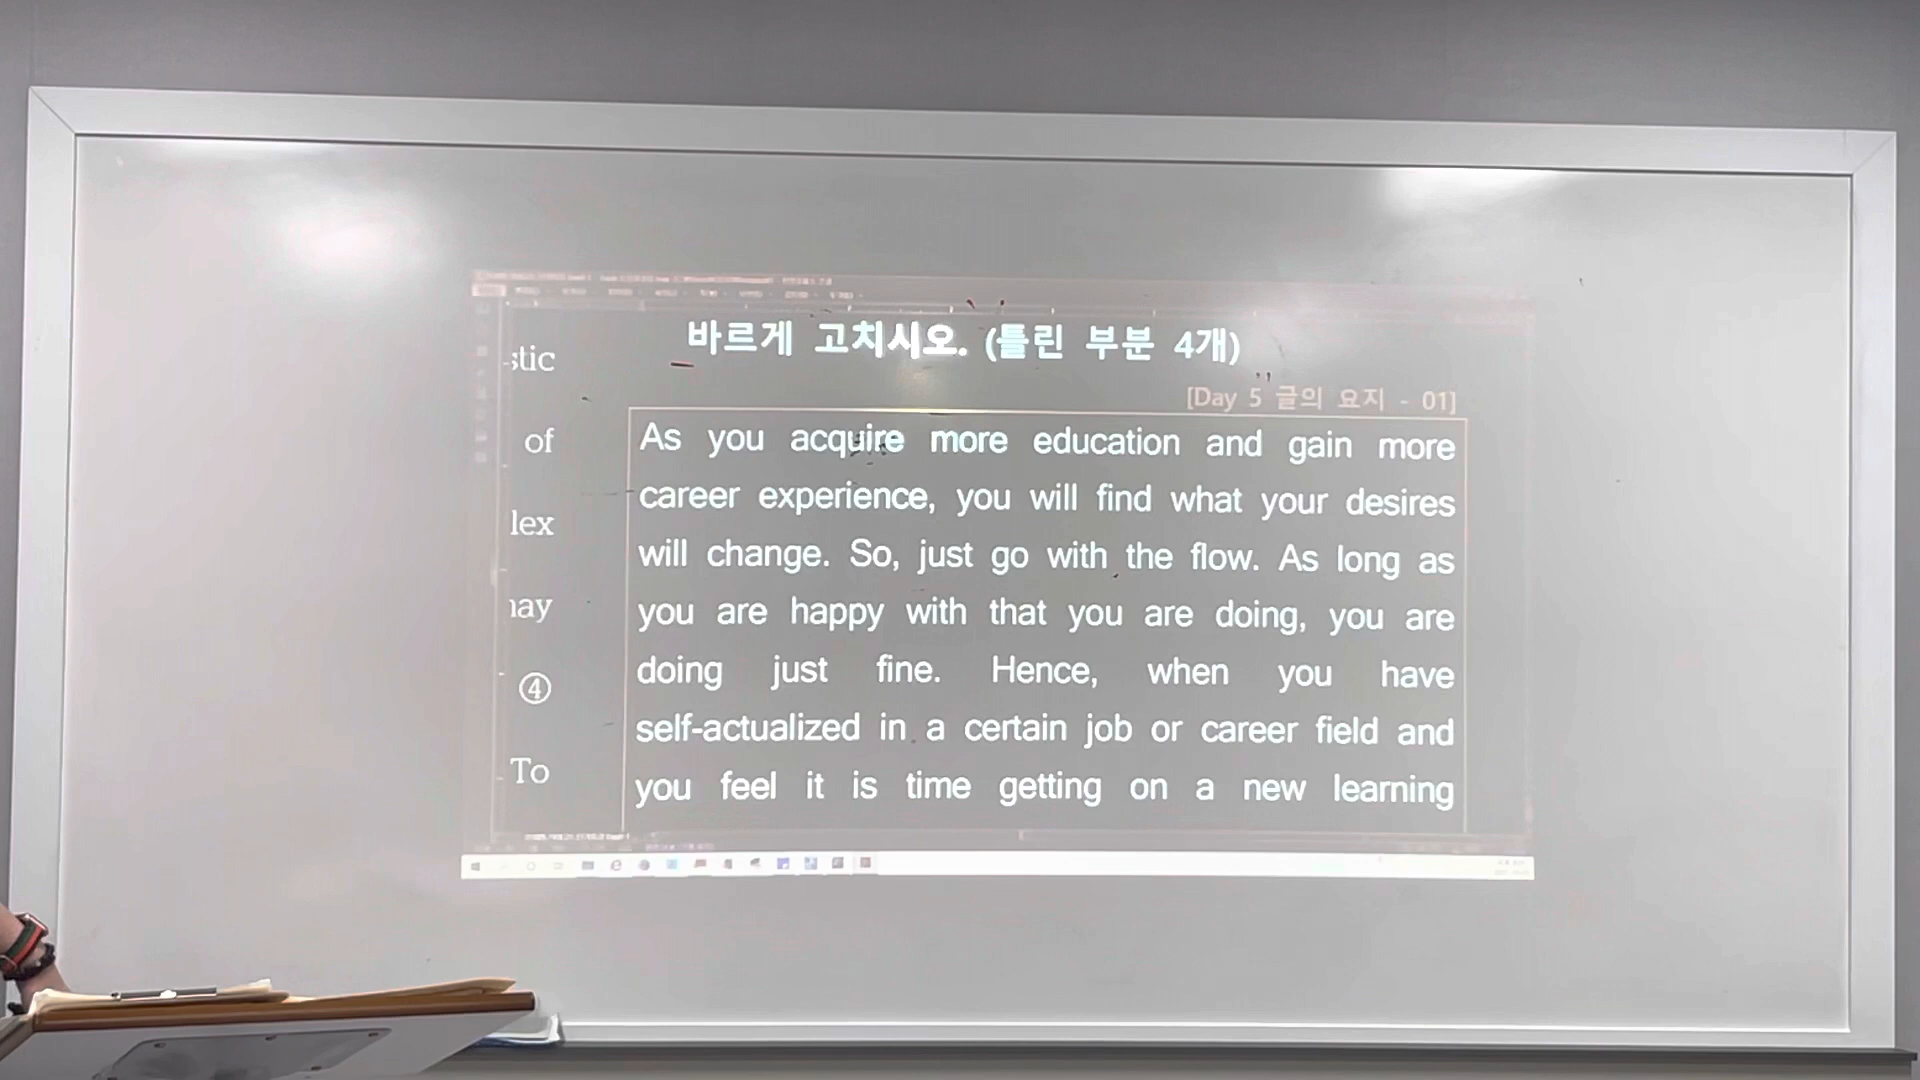 바르게 고치시오. (틀린 부분 4개)
[Day 5 글의 요지 - 01]
stic
of
lex
ay
④
To
As you acquire more education and gain more
career experience, you will find what your desires
will change. So, just go with the flow. As long as
you are happy with that you are doing, you are
doing just fine. Hence, when you have
self-actualized in a certain job or career field and
you feel it is time getting on a new learning